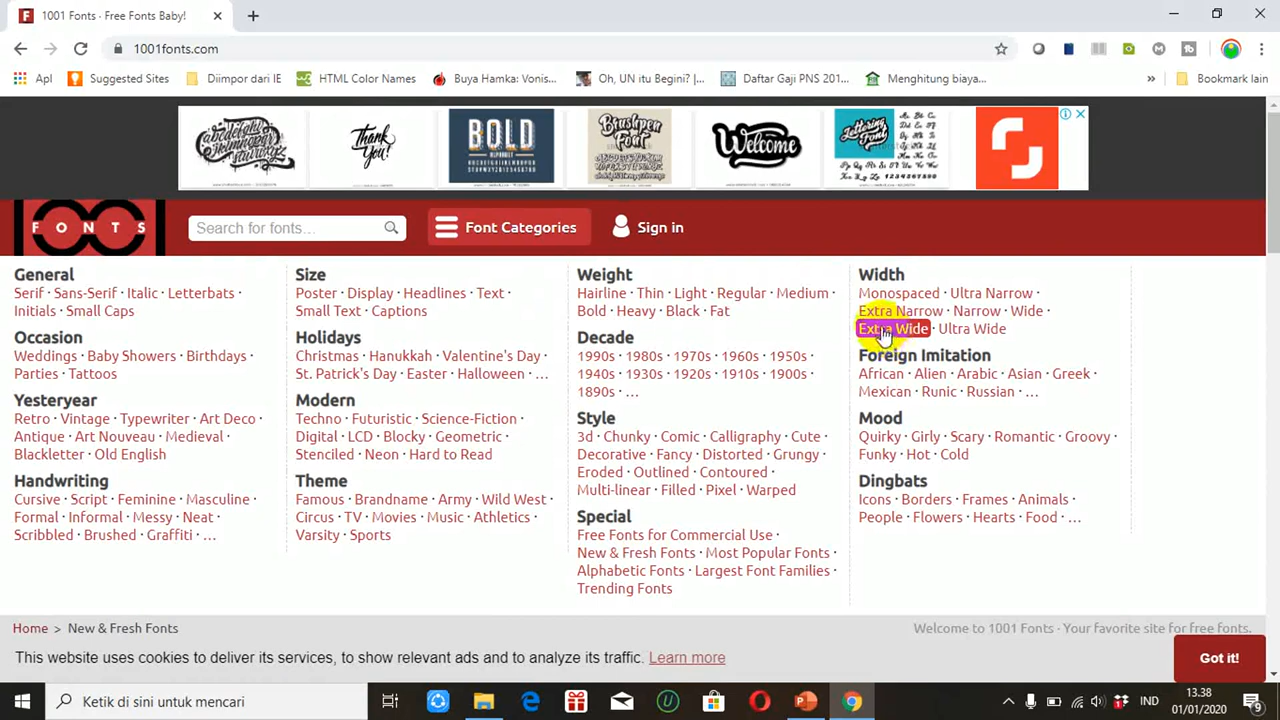 1001 Fonts · Free Fonts Baby!
1001fonts.com
Apl
Suggested Sites
Diimpor dari IE
HTML Color Names
Buya Hamka: Vonis...
Oh, UN itu Begini? |...
Daftar Gaji PNS 201...
Menghitung biaya...
»
Bookmark lain
Thank You!
BOLD
ALPHABET
Brushpen Font
Welcome
Lettering Font
FONTS
Search for fonts...
Font Categories
Sign in
General
Serif · Sans-Serif · Italic · Letterbats ·
Initials · Small Caps
Occasion
Weddings · Baby Showers · Birthdays ·
Parties · Tattoos
Yesteryear
Retro · Vintage · Typewriter · Art Deco ·
Antique · Art Nouveau · Medieval ·
Blackletter · Old English
Handwriting
Cursive · Script · Feminine · Masculine ·
Formal · Informal · Messy · Neat ·
Scribbled · Brushed · Graffiti · ...
Size
Poster · Display · Headlines · Text ·
Small Text · Captions
Holidays
Christmas · Hanukkah · Valentine's Day ·
St. Patrick's Day · Easter · Halloween · ...
Modern
Techno · Futuristic · Science-Fiction ·
Digital · LCD · Blocky · Geometric ·
Stenciled · Neon · Hard to Read
Theme
Famous · Brandname · Army · Wild West ·
Circus · TV · Movies · Music · Athletics ·
Varsity · Sports
Weight
Hairline · Thin · Light · Regular · Medium ·
Bold · Heavy · Black · Fat
Decade
1990s · 1980s · 1970s · 1960s · 1950s ·
1940s · 1930s · 1920s · 1910s · 1900s ·
1890s · ...
Style
3d · Chunky · Comic · Calligraphy · Cute ·
Decorative · Fancy · Distorted · Grungy ·
Eroded · Outlined · Contoured ·
Multi-linear · Filled · Pixel · Warped
Special
Free Fonts for Commercial Use ·
New & Fresh Fonts · Most Popular Fonts ·
Alphabetic Fonts · Largest Font Families ·
Trending Fonts
Width
Monospaced · Ultra Narrow ·
Extra Narrow · Narrow · Wide ·
Extra Wide · Ultra Wide
Foreign Imitation
African · Alien · Arabic · Asian · Greek ·
Mexican · Runic · Russian · ...
Mood
Quirky · Girly · Scary · Romantic · Groovy ·
Funky · Hot · Cold
Dingbats
Icons · Borders · Frames · Animals ·
People · Flowers · Hearts · Food · ...
Home > New & Fresh Fonts
Welcome to 1001 Fonts · Your favorite site for free fonts.
This website uses cookies to deliver its services, to show relevant ads and to analyze its traffic. Learn more
Got it!
Ketik di sini untuk mencari
IND
13.38
01/01/2020
9